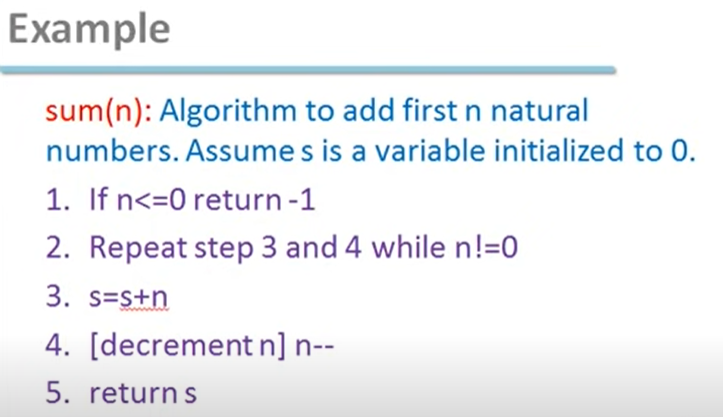 Example
sum(n): Algorithm to add first n natural
numbers. Assume s is a variable initialized to 0.
1. If n<=0 return -1
2. Repeat step 3 and 4 while n!=0
3. s=s+n
4. [decrement n] n--
5. return s